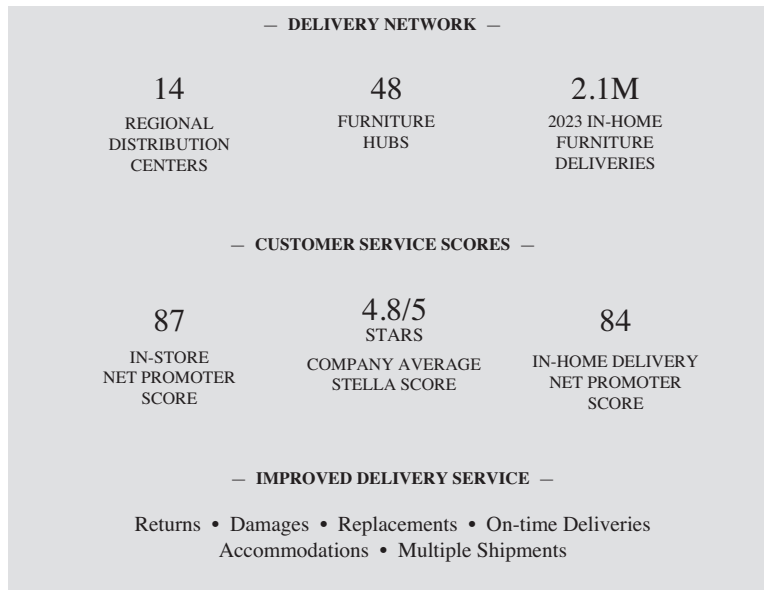 — DELIVERY NETWORK —
14
REGIONAL
DISTRIBUTION
CENTERS
48
FURNITURE
HUBS
2.1M
2023 IN-HOME
FURNITURE
DELIVERIES
— CUSTOMER SERVICE SCORES —
87
IN-STORE
NET PROMOTER
SCORE
4.8/5
STARS
COMPANY AVERAGE
STELLA SCORE
84
IN-HOME DELIVERY
NET PROMOTER
SCORE
— IMPROVED DELIVERY SERVICE —
Returns • Damages • Replacements • On-time Deliveries
Accommodations • Multiple Shipments